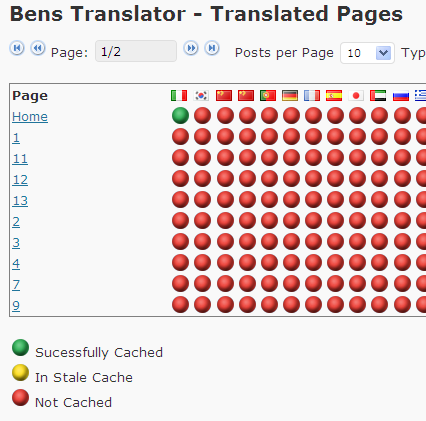 Bens Translator - Translated Pages
Page: 1/2 Posts per Page 10 Typ
Page
Home
1
11
12
13
2
3
4
7
9
Sucessfully Cached
In Stale Cache
Not Cached